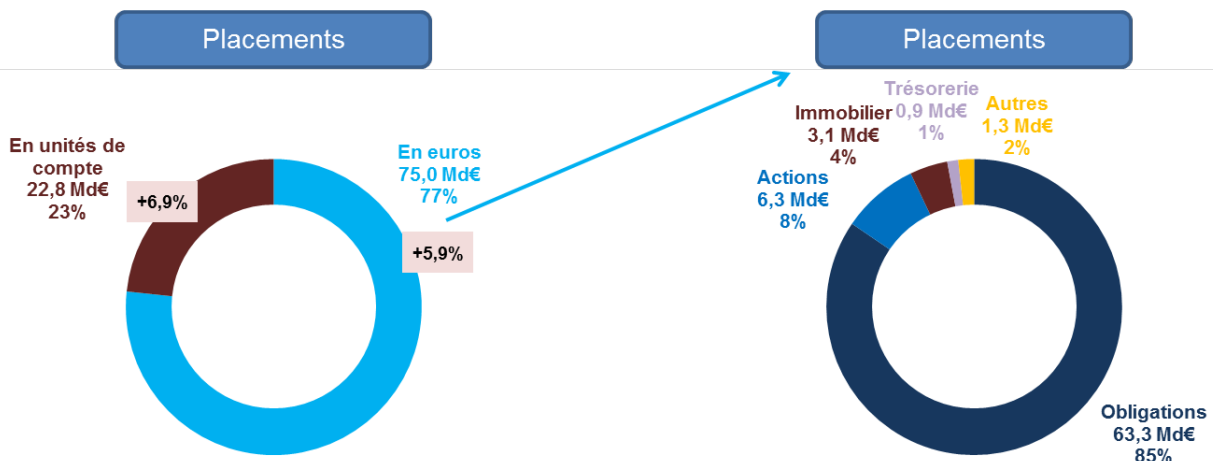 Placements
En unités de
compte
22,8 Md€
23%
+6,9%
En euros
75,0 Md€
77%
+5,9%
Placements
Trésorerie
0,9 Md€
1%
Autres
1,3 Md€
2%
Immobilier
3,1 Md€
4%
Actions
6,3 Md€
8%
Obligations
63,3 Md€
85%